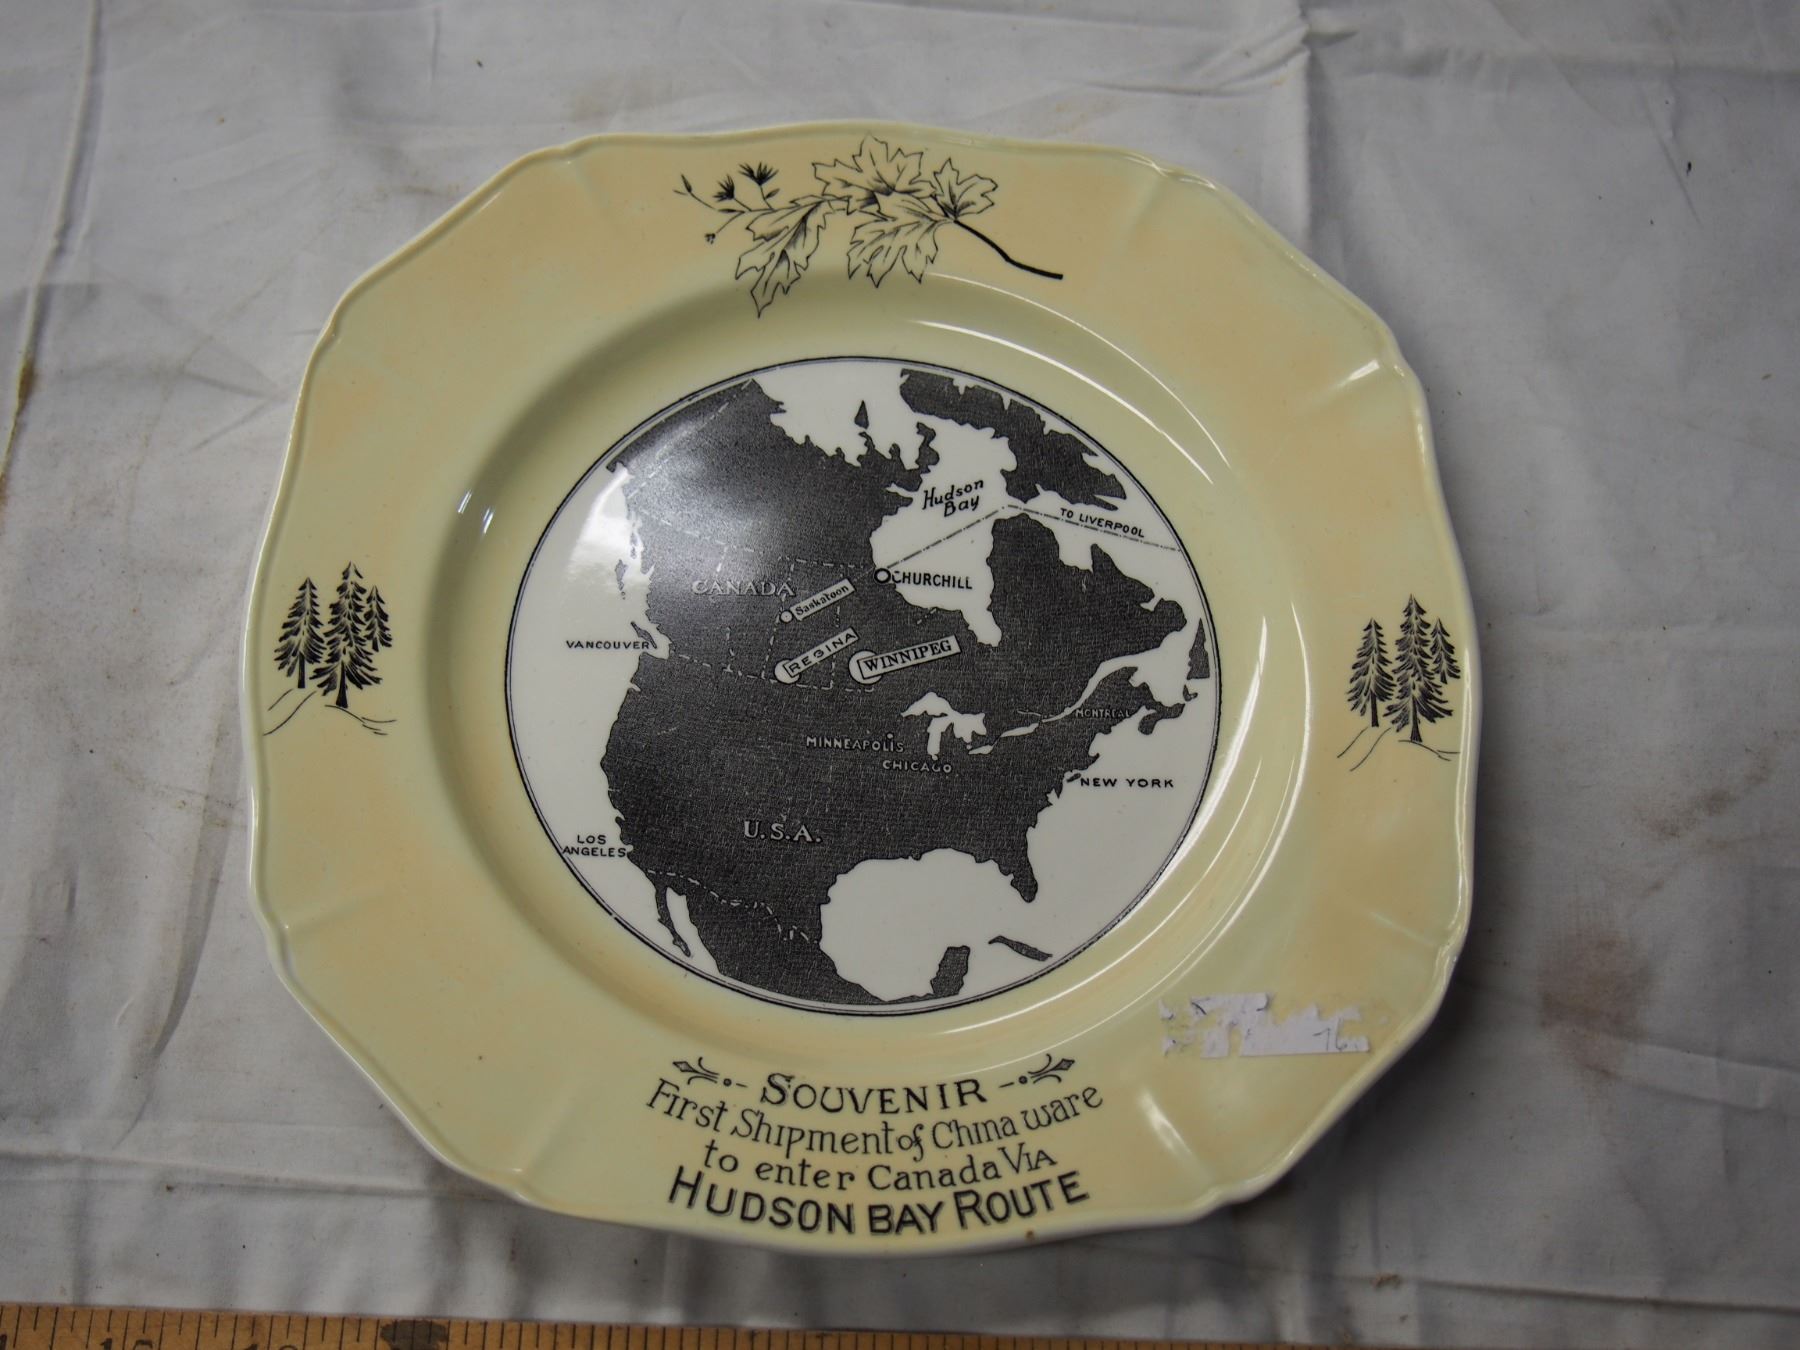 Hudson
Bay
TO LIVERPOOL
CHURCHILL
CANADA
Saskatoon
REGINA
WINNIPEG
VANCOUVER
MONTREAL
MINNEAPOLIS
CHICAGO
NEW YORK
U.S.A.
LOS
ANGELES
76
SOUVENIR
First Shipment of China ware
to enter Canada VIA
HUDSON BAY ROUTE